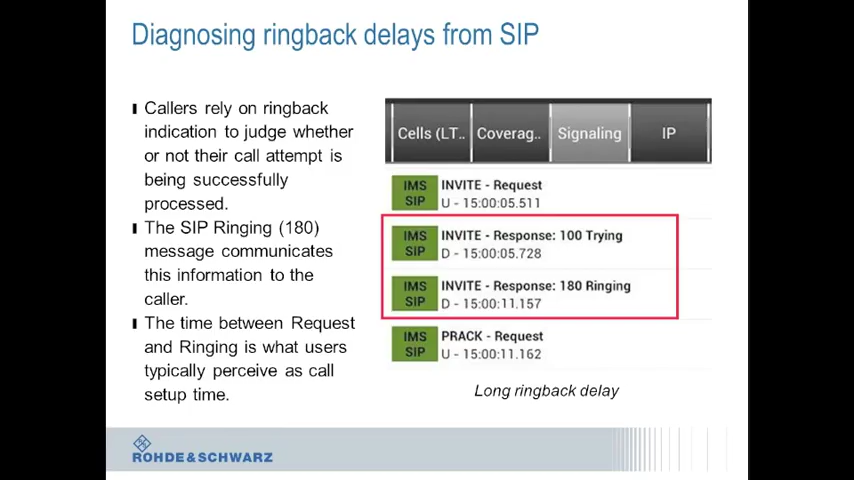 Diagnosing ringback delays from SIP
Callers rely on ringback
indication to judge whether
or not their call attempt is
being successfully
processed.
The SIP Ringing (180)
message communicates
this information to the
caller.
The time between Request
and Ringing is what users
typically perceive as call
setup time.
Cells (LT.. Coverag.. Signaling IP
IMS SIP INVITE - Request
U - 15:00:05.511
IMS SIP INVITE - Response: 100 Trying
D - 15:00:05.728
IMS SIP INVITE - Response: 180 Ringing
D - 15:00:11.157
IMS SIP PRACK - Request
U - 15:00:11.162
Long ringback delay
ROHDE&SCHWARZ